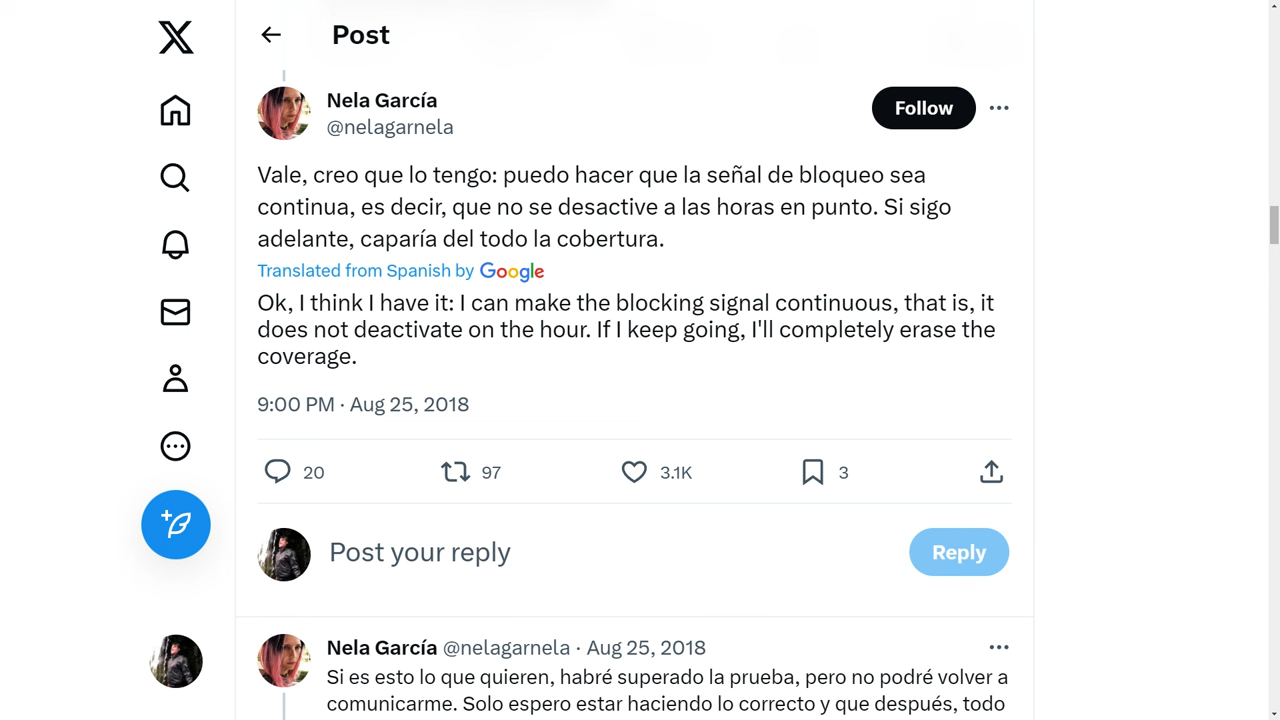 Post
Nela García
@nelagarnela
Follow
Vale, creo que lo tengo: puedo hacer que la señal de bloqueo sea
continua, es decir, que no se desactive a las horas en punto. Si sigo
adelante, caparía del todo la cobertura.
Translated from Spanish by Google
Ok, I think I have it: I can make the blocking signal continuous, that is, it
does not deactivate on the hour. If I keep going, I'll completely erase the
coverage.
9:00 PM · Aug 25, 2018
20 97 3.1K 3
Post your reply
Reply
Nela García @nelagarnela · Aug 25, 2018
Si es esto lo que quieren, habré superado la prueba, pero no podré volver a
comunicarme. Solo espero estar haciendo lo correcto y que después, todo